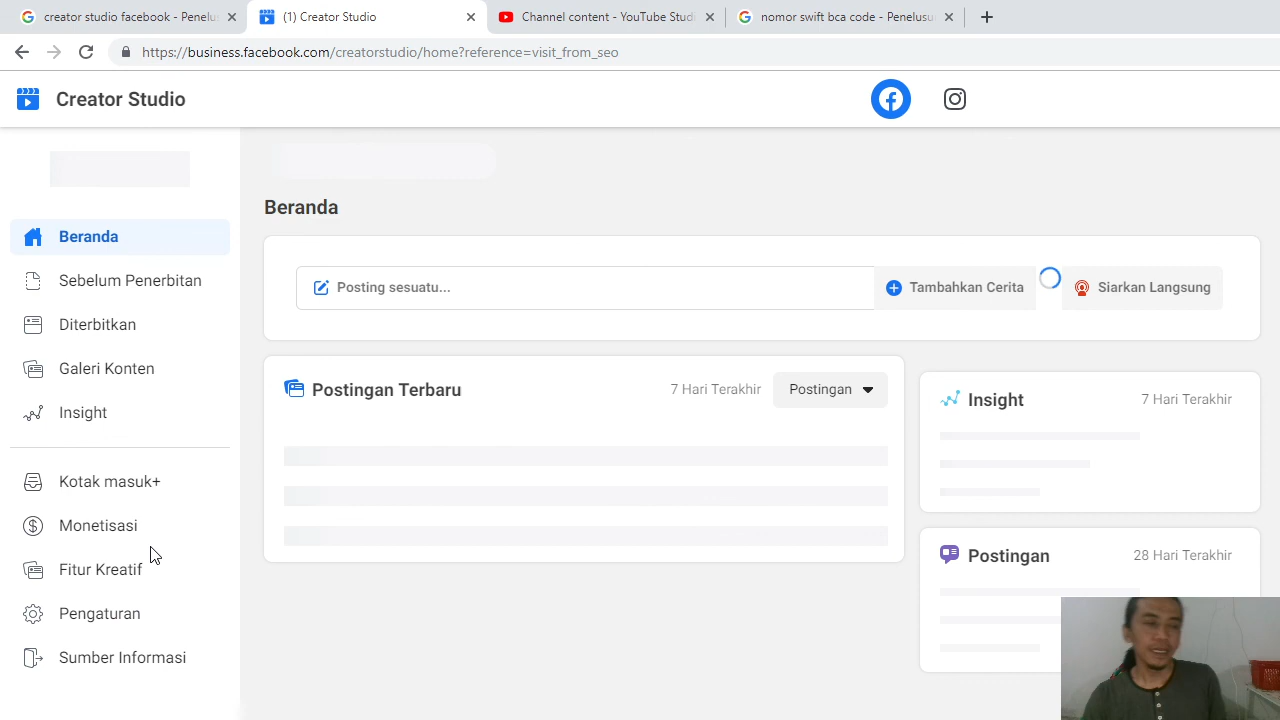 creator studio facebook - Penelus
(1) Creator Studio
Channel content - YouTube Stud
nomor swift bca code - Penelusu
https://business.facebook.com/creatorstudio/home?reference=visit_from_seo
Creator Studio
Beranda
Sebelum Penerbitan
Diterbitkan
Galeri Konten
Insight
Kotak masuk+
Monetisasi
Fitur Kreatif
Pengaturan
Sumber Informasi
Beranda
Posting sesuatu...
Tambahkan Cerita
Siarkan Langsung
Postingan Terbaru
7 Hari Terakhir
Postingan
Insight
7 Hari Terakhir
Postingan
28 Hari Terakhir